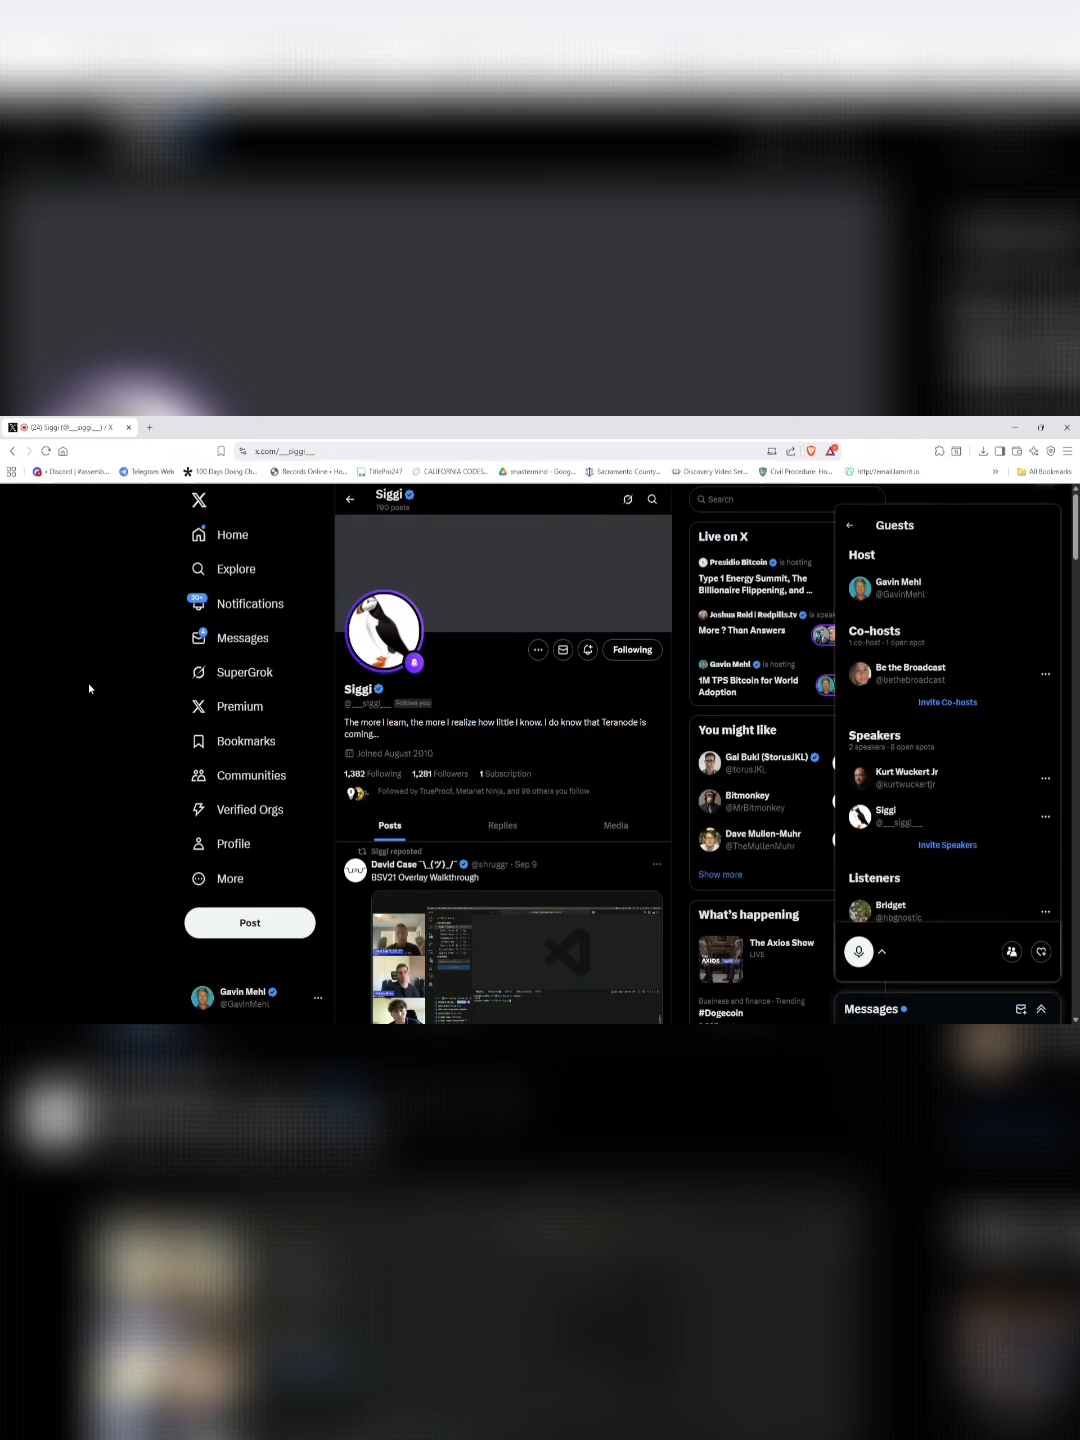 (24) Siggi (@___siggi___) / X
x.com/___siggi___
• Discord | #assemb...
Telegram Web
100 Days Doing Ch...
Records Online • Ho...
TitlePro247
CALIFORNIA CODES...
:mastermind - Goog...
Sacramento County...
Discovery Video Ser...
Civil Procedure: Ho...
http://email.lamint.io
»
All Bookmarks
Home
Explore
20+
Notifications
4
Messages
SuperGrok
Premium
Bookmarks
Communities
Verified Orgs
Profile
More
Post
Gavin Mehl
@GavinMehl
Siggi
790 posts
Following
Siggi
@___siggi___ Follows you
The more I learn, the more I realize how little I know. I do know that Teranode is
coming...
Joined August 2010
1,382 Following 1,281 Followers 1 Subscription
Followed by TrueProof, Metanet Ninja, and 96 others you follow
Posts Replies Media
Siggi reposted
David Case ¯\_(ツ)_/¯ @shruggr · Sep 9
BSV21 Overlay Walkthrough
Search
Live on X
Presidio Bitcoin is hosting
Type 1 Energy Summit, The
Billionaire Flippening, and ...
Joshua Reid | Redpills.tv is speak
More ? Than Answers
Gavin Mehl is hosting
1M TPS Bitcoin for World
Adoption
You might like
Gal Buki ($torusJKL)
@torusJKL
Bitmonkey
@MrBitmonkey
Dave Mullen-Muhr
@TheMullenMuhr
Show more
What's happening
The Axios Show
LIVE
Business and finance · Trending
#Dogecoin
Guests
Host
Gavin Mehl
@GavinMehl
Co-hosts
1 co-host · 1 open spot
Be the Broadcast
@bethebroadcast
Invite Co-hosts
Speakers
2 speakers · 8 open spots
Kurt Wuckert Jr
@kurtwuckertjr
Siggi
@___siggi___
Invite Speakers
Listeners
Bridget
@hbgnostic
Messages